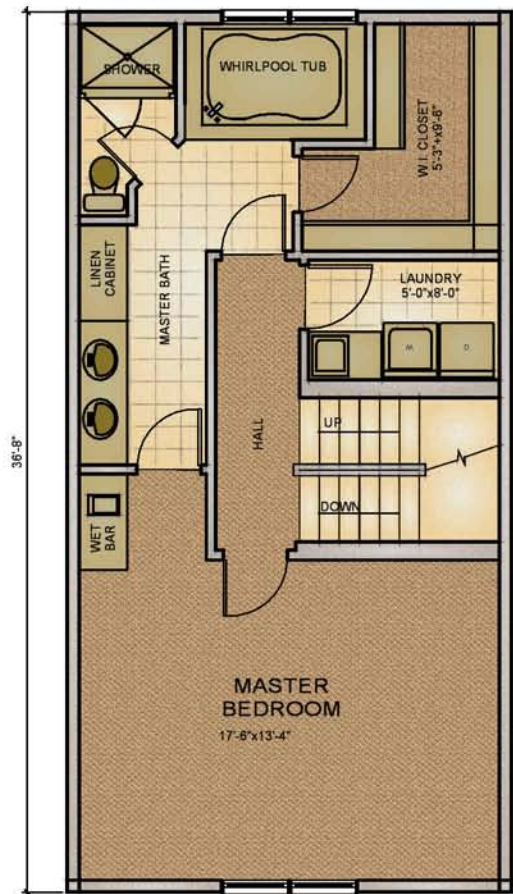 SHOWER
WHIRLPOOL TUB
W.I. CLOSET
5'-3"+x9'-6"
LINEN
CABINET
MASTER BATH
LAUNDRY
5'-0"x8'-0"
W
D
UP
HALL
36'-8"
DOWN
WET
BAR
MASTER
BEDROOM
17'-6"x13'-4"